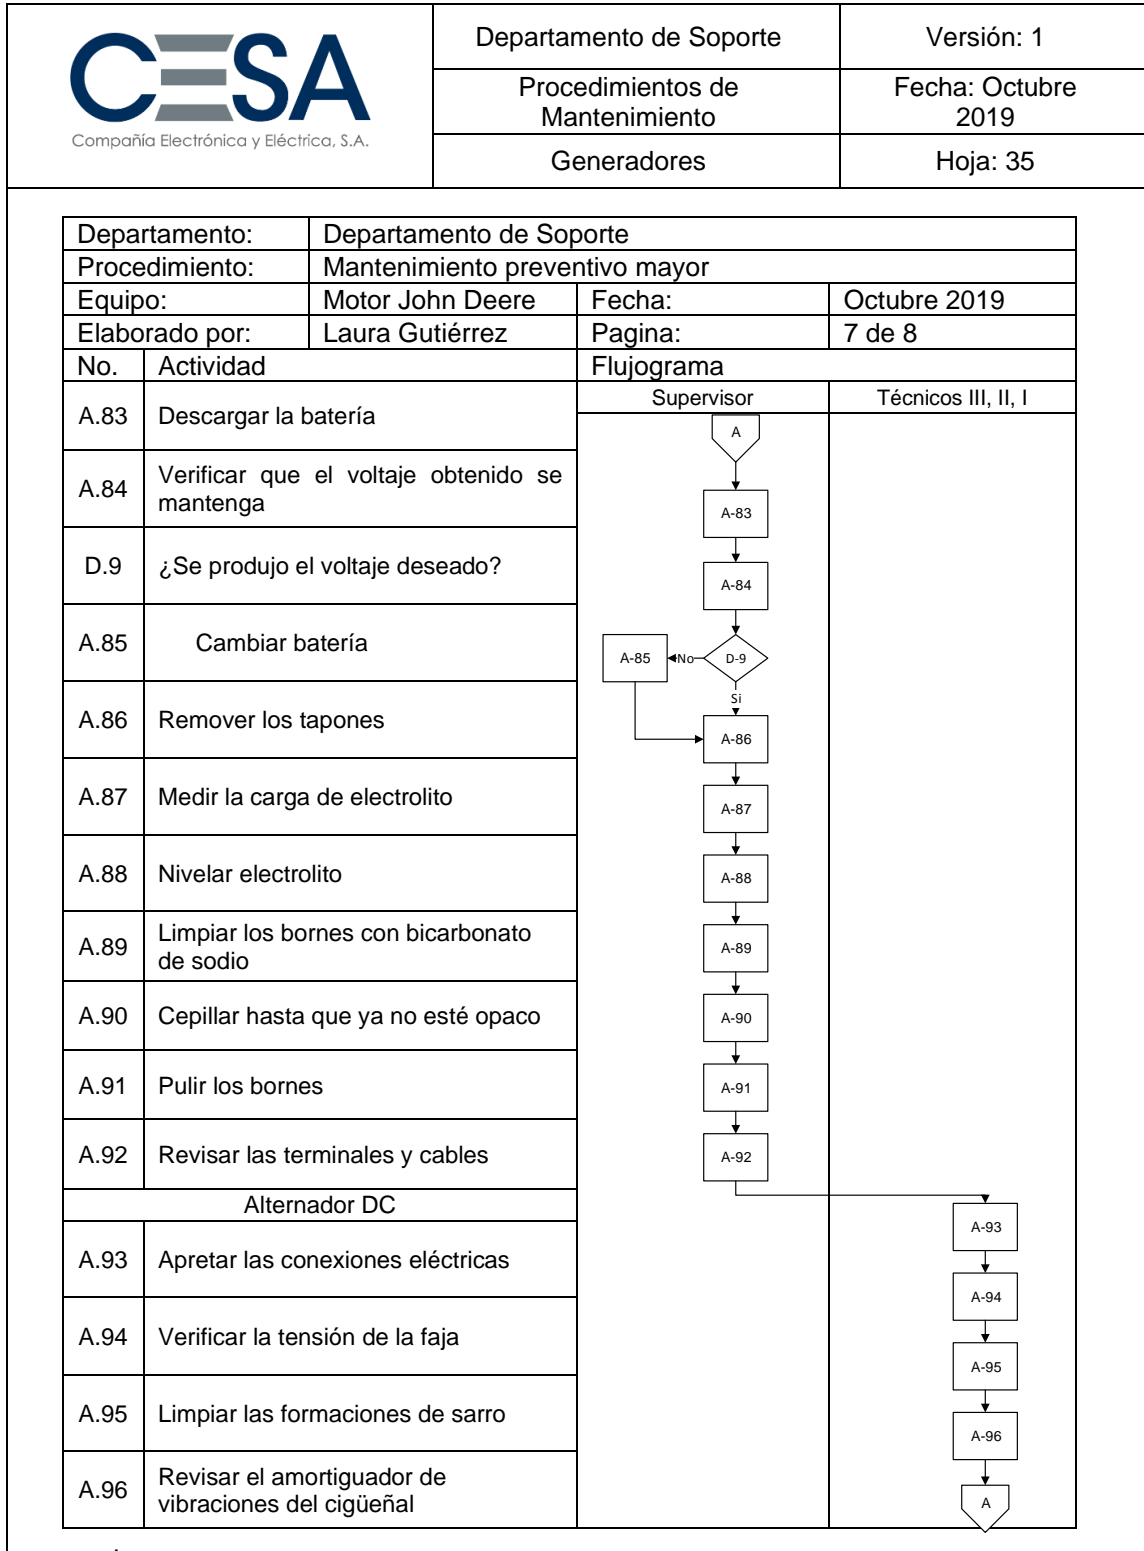 CESA
Compañía Electrónica y Eléctrica, S.A.
Departamento de Soporte
Versión: 1
Procedimientos de
Mantenimiento
Fecha: Octubre
2019
Generadores
Hoja: 35
Departamento:
Departamento de Soporte
Procedimiento:
Mantenimiento preventivo mayor
Equipo:
Motor John Deere
Fecha:
Octubre 2019
Elaborado por:
Laura Gutiérrez
Pagina:
7 de 8
No.
Actividad
Flujograma
Supervisor
Técnicos III, II, I
A.83
Descargar la batería
A.84
Verificar que el voltaje obtenido se
mantenga
D.9
¿Se produjo el voltaje deseado?
A.85
Cambiar batería
A.86
Remover los tapones
A.87
Medir la carga de electrolito
A.88
Nivelar electrolito
A.89
Limpiar los bornes con bicarbonato
de sodio
A.90
Cepillar hasta que ya no esté opaco
A.91
Pulir los bornes
A.92
Revisar las terminales y cables
Alternador DC
A.93
Apretar las conexiones eléctricas
A.94
Verificar la tensión de la faja
A.95
Limpiar las formaciones de sarro
A.96
Revisar el amortiguador de
vibraciones del cigüeñal
A
A-83
A-84
A-85
No
D-9
Si
A-86
A-87
A-88
A-89
A-90
A-91
A-92
A-93
A-94
A-95
A-96
A